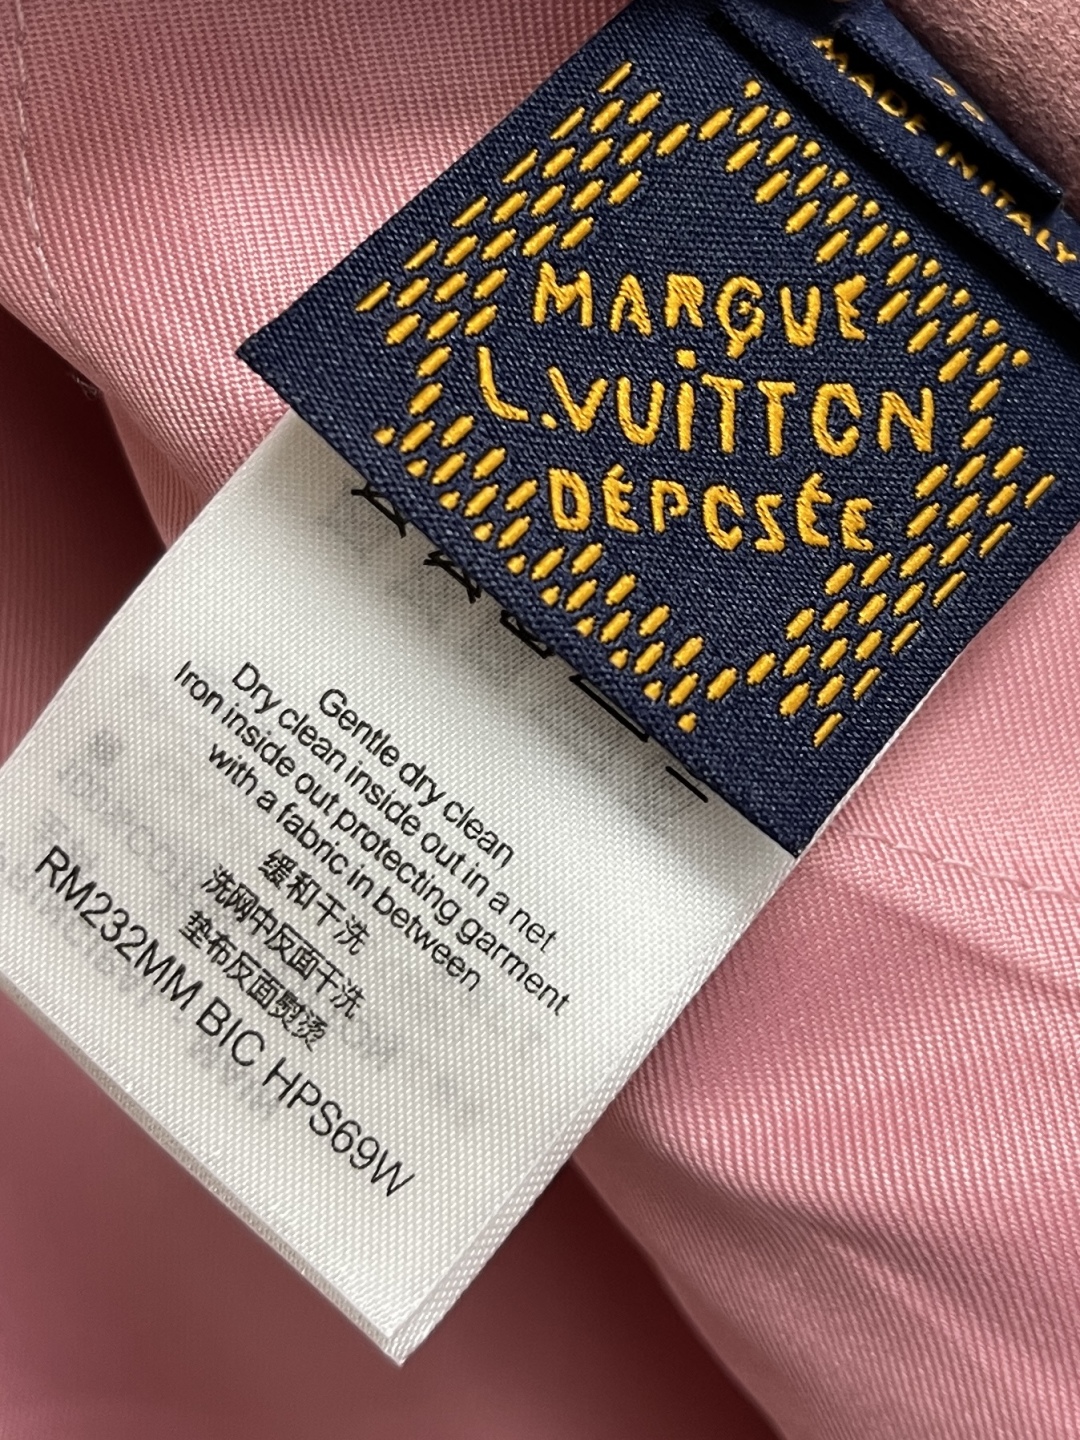 MADE IN ITALY
MARQUE
L.VUITTON
DÉPOSÉE
Gentle dry clean
Dry clean inside out in a net
Iron inside out protecting garment
with a fabric in between
缓和干洗
洗网中反面干洗
垫布反面熨烫
RM232MM BIC HPS69W